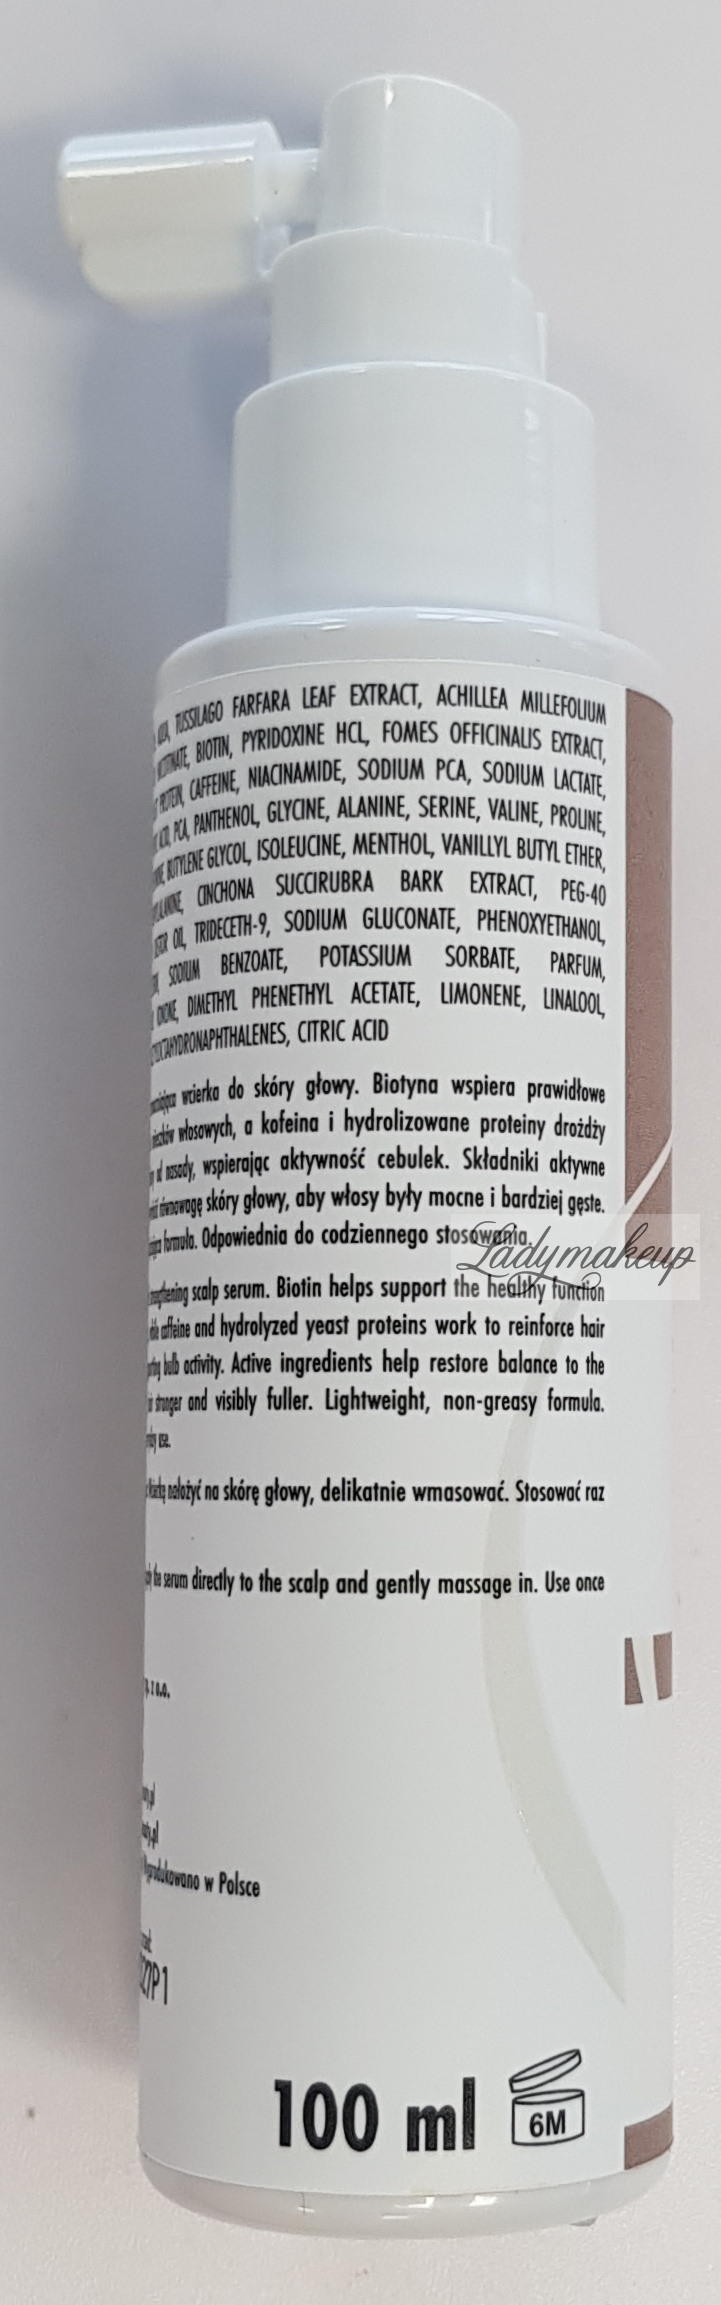 TUSSILAGO FARFARA LEAF EXTRACT, ACHILLEA MILLEFOLIUM
BIOTIN, PYRIDOXINE HCL, FOMES OFFICINALIS EXTRACT,
PROTEIN, CAFFEINE, NIACINAMIDE, SODIUM PCA, SODIUM LACTATE,
ACID, PCA, PANTHENOL, GLYCINE, ALANINE, SERINE, VALINE, PROLINE,
BUTYLENE GLYCOL, ISOLEUCINE, MENTHOL, VANILLYL BUTYL ETHER,
CINCHONA SUCCIRUBRA BARK EXTRACT, PEG-40
OIL, TRIDECETH-9, SODIUM GLUCONATE, PHENOXYETHANOL,
SODIUM BENZOATE, POTASSIUM SORBATE, PARFUM,
IONONE, DIMETHYL PHENETHYL ACETATE, LIMONENE, LINALOOL,
CITRIC ACID
wcierka do skóry głowy. Biotyna wspiera prawidłowe
włosowych, a kofeina i hydrolizowane proteiny drożdży
od nasady, wspierając aktywność cebulek. Składniki aktywne
równowagę skóry głowy, aby włosy były mocne i bardziej gęste.
formuła. Odpowiednia do codziennego stosowania.
Ladymakeup
scalp serum. Biotin helps support the healthy function
caffeine and hydrolyzed yeast proteins work to reinforce hair
bulb activity. Active ingredients help restore balance to the
stronger and visibly fuller. Lightweight, non-greasy formula.
use.
nałożyć na skórę głowy, delikatnie wmasować. Stosować raz
the serum directly to the scalp and gently massage in. Use once
z o.o.
Wyprodukowano w Polsce
27P1
100 ml
6M